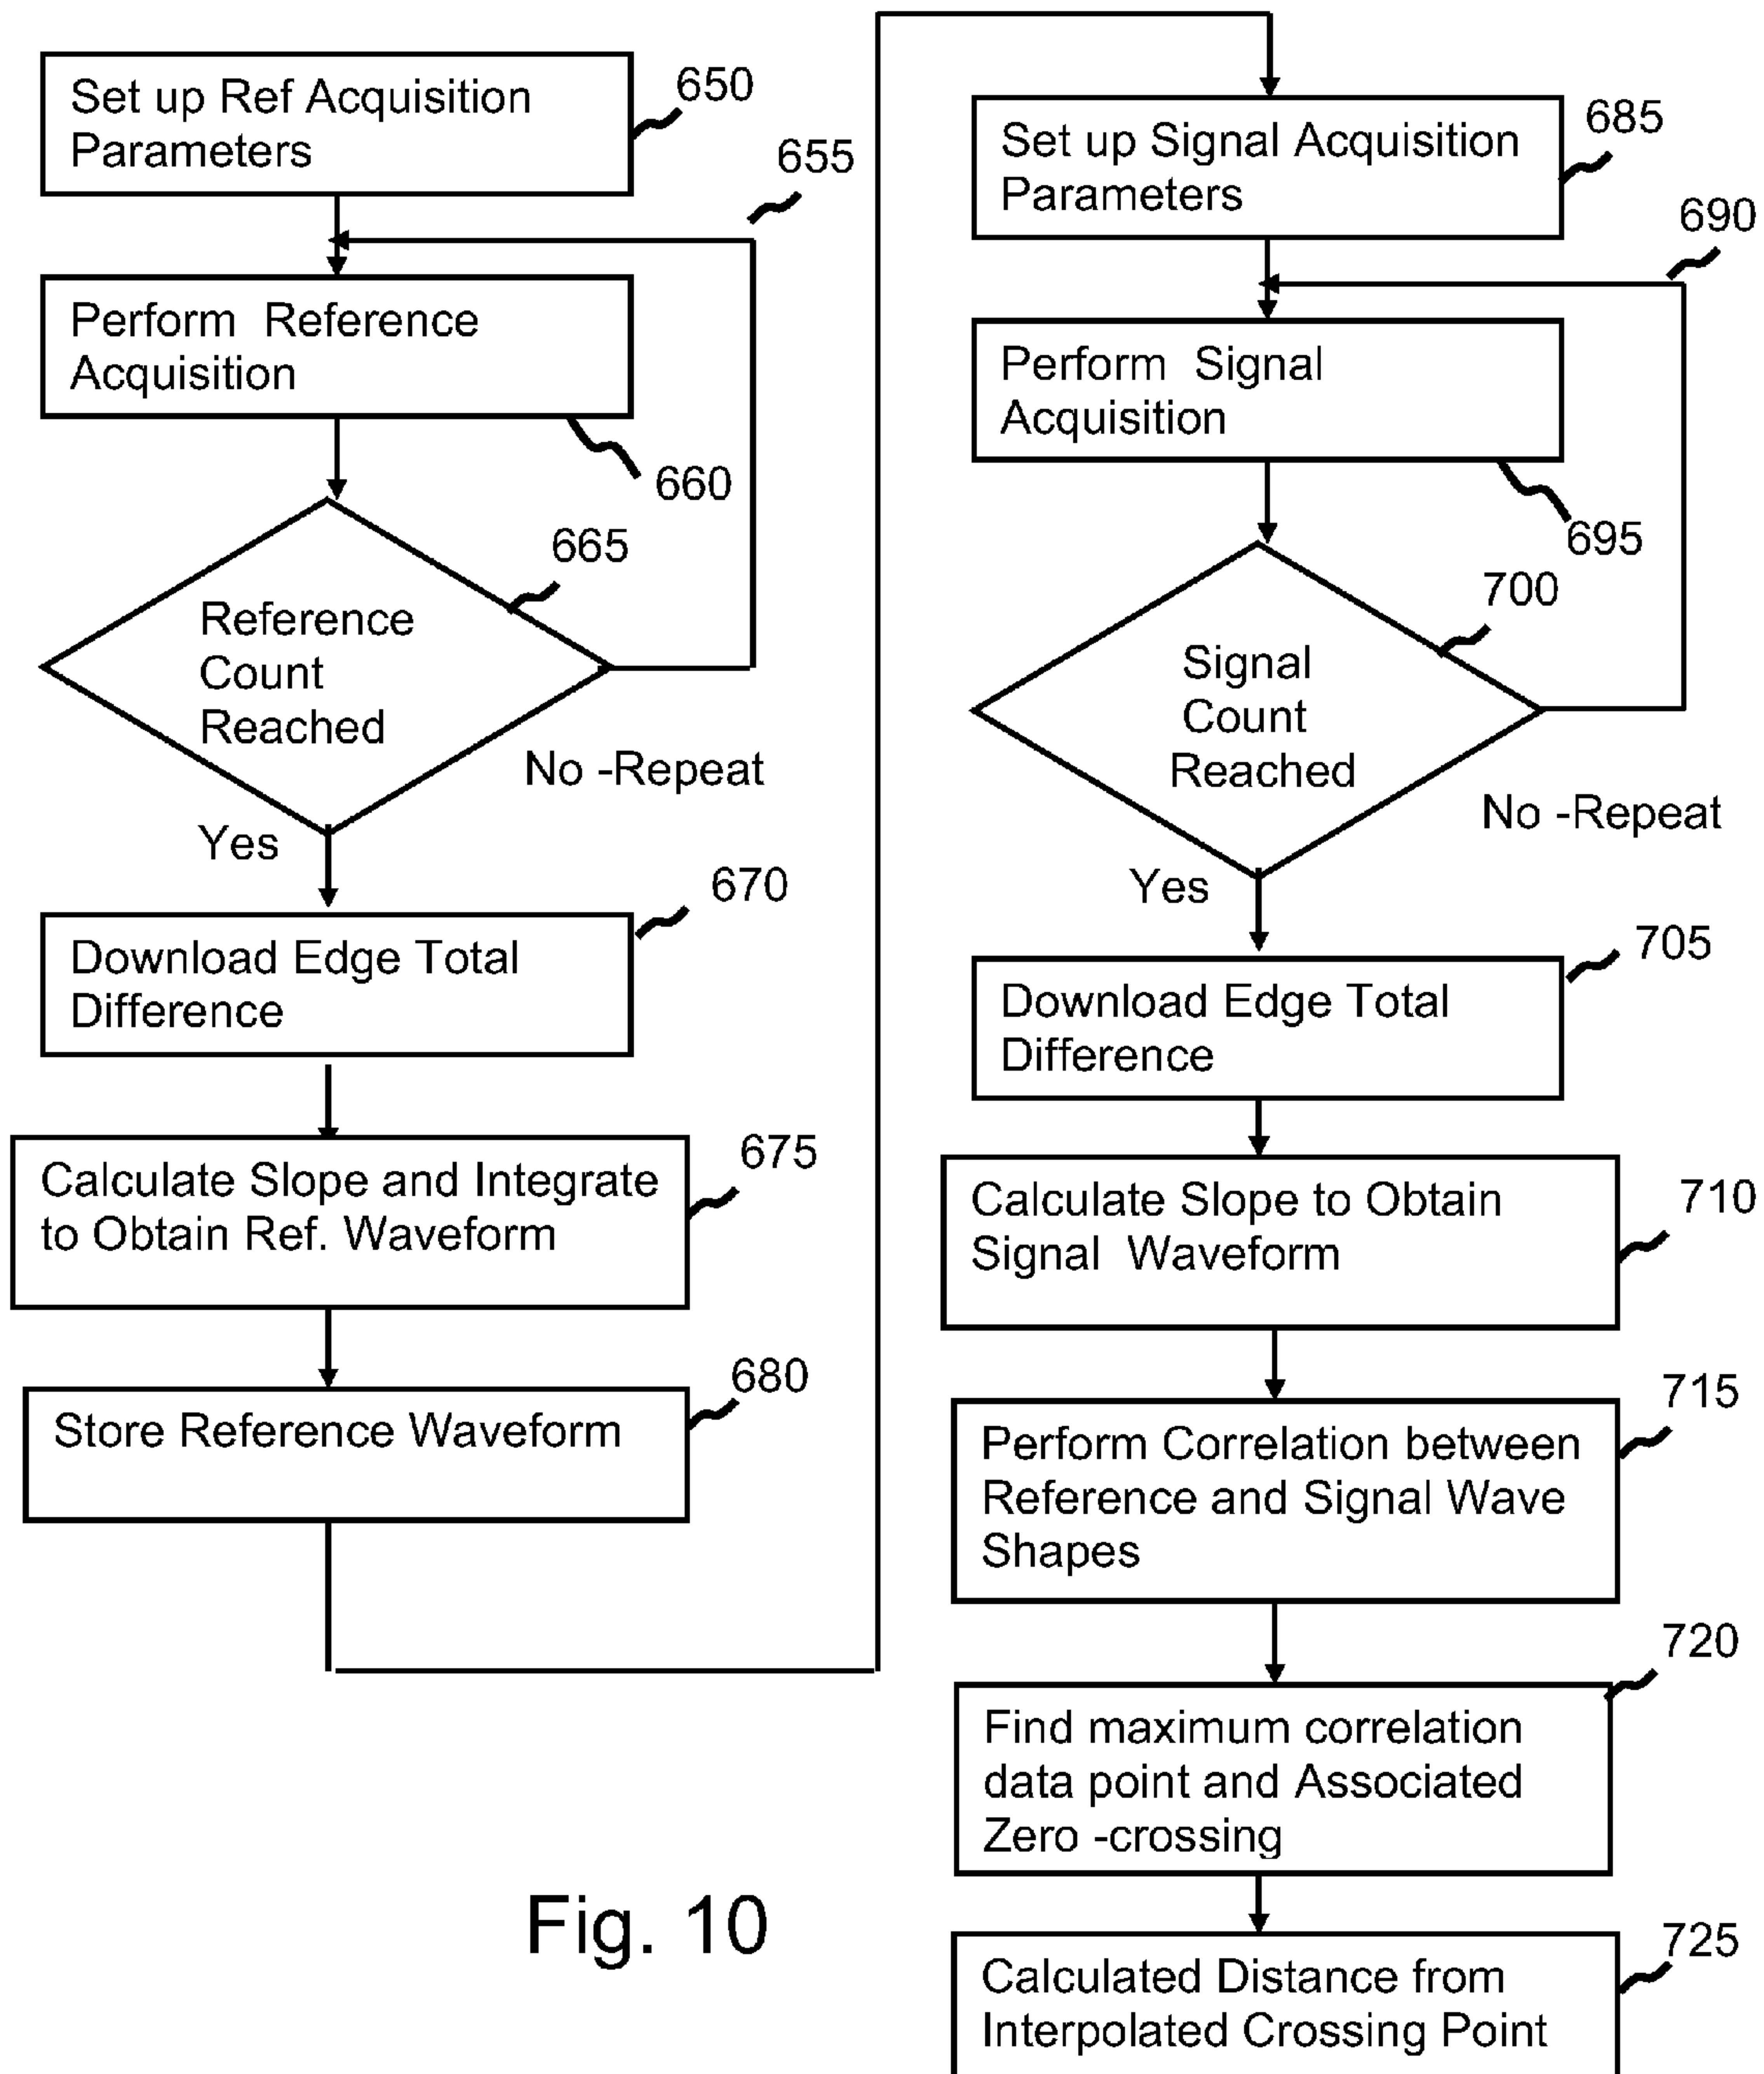 Set up Ref Acquisition
Parameters
650
655
Perform Reference
Acquisition
660
665
Reference
Count
Reached
No -Repeat
Yes
670
Download Edge Total
Difference
675
Calculate Slope and Integrate
to Obtain Ref. Waveform
680
Store Reference Waveform
Set up Signal Acquisition
Parameters
685
690
Perform Signal
Acquisition
695
700
Signal
Count
Reached
No -Repeat
Yes
705
Download Edge Total
Difference
710
Calculate Slope to Obtain
Signal Waveform
715
Perform Correlation between
Reference and Signal Wave
Shapes
720
Find maximum correlation
data point and Associated
Zero -crossing
725
Calculated Distance from
Interpolated Crossing Point
Fig. 10